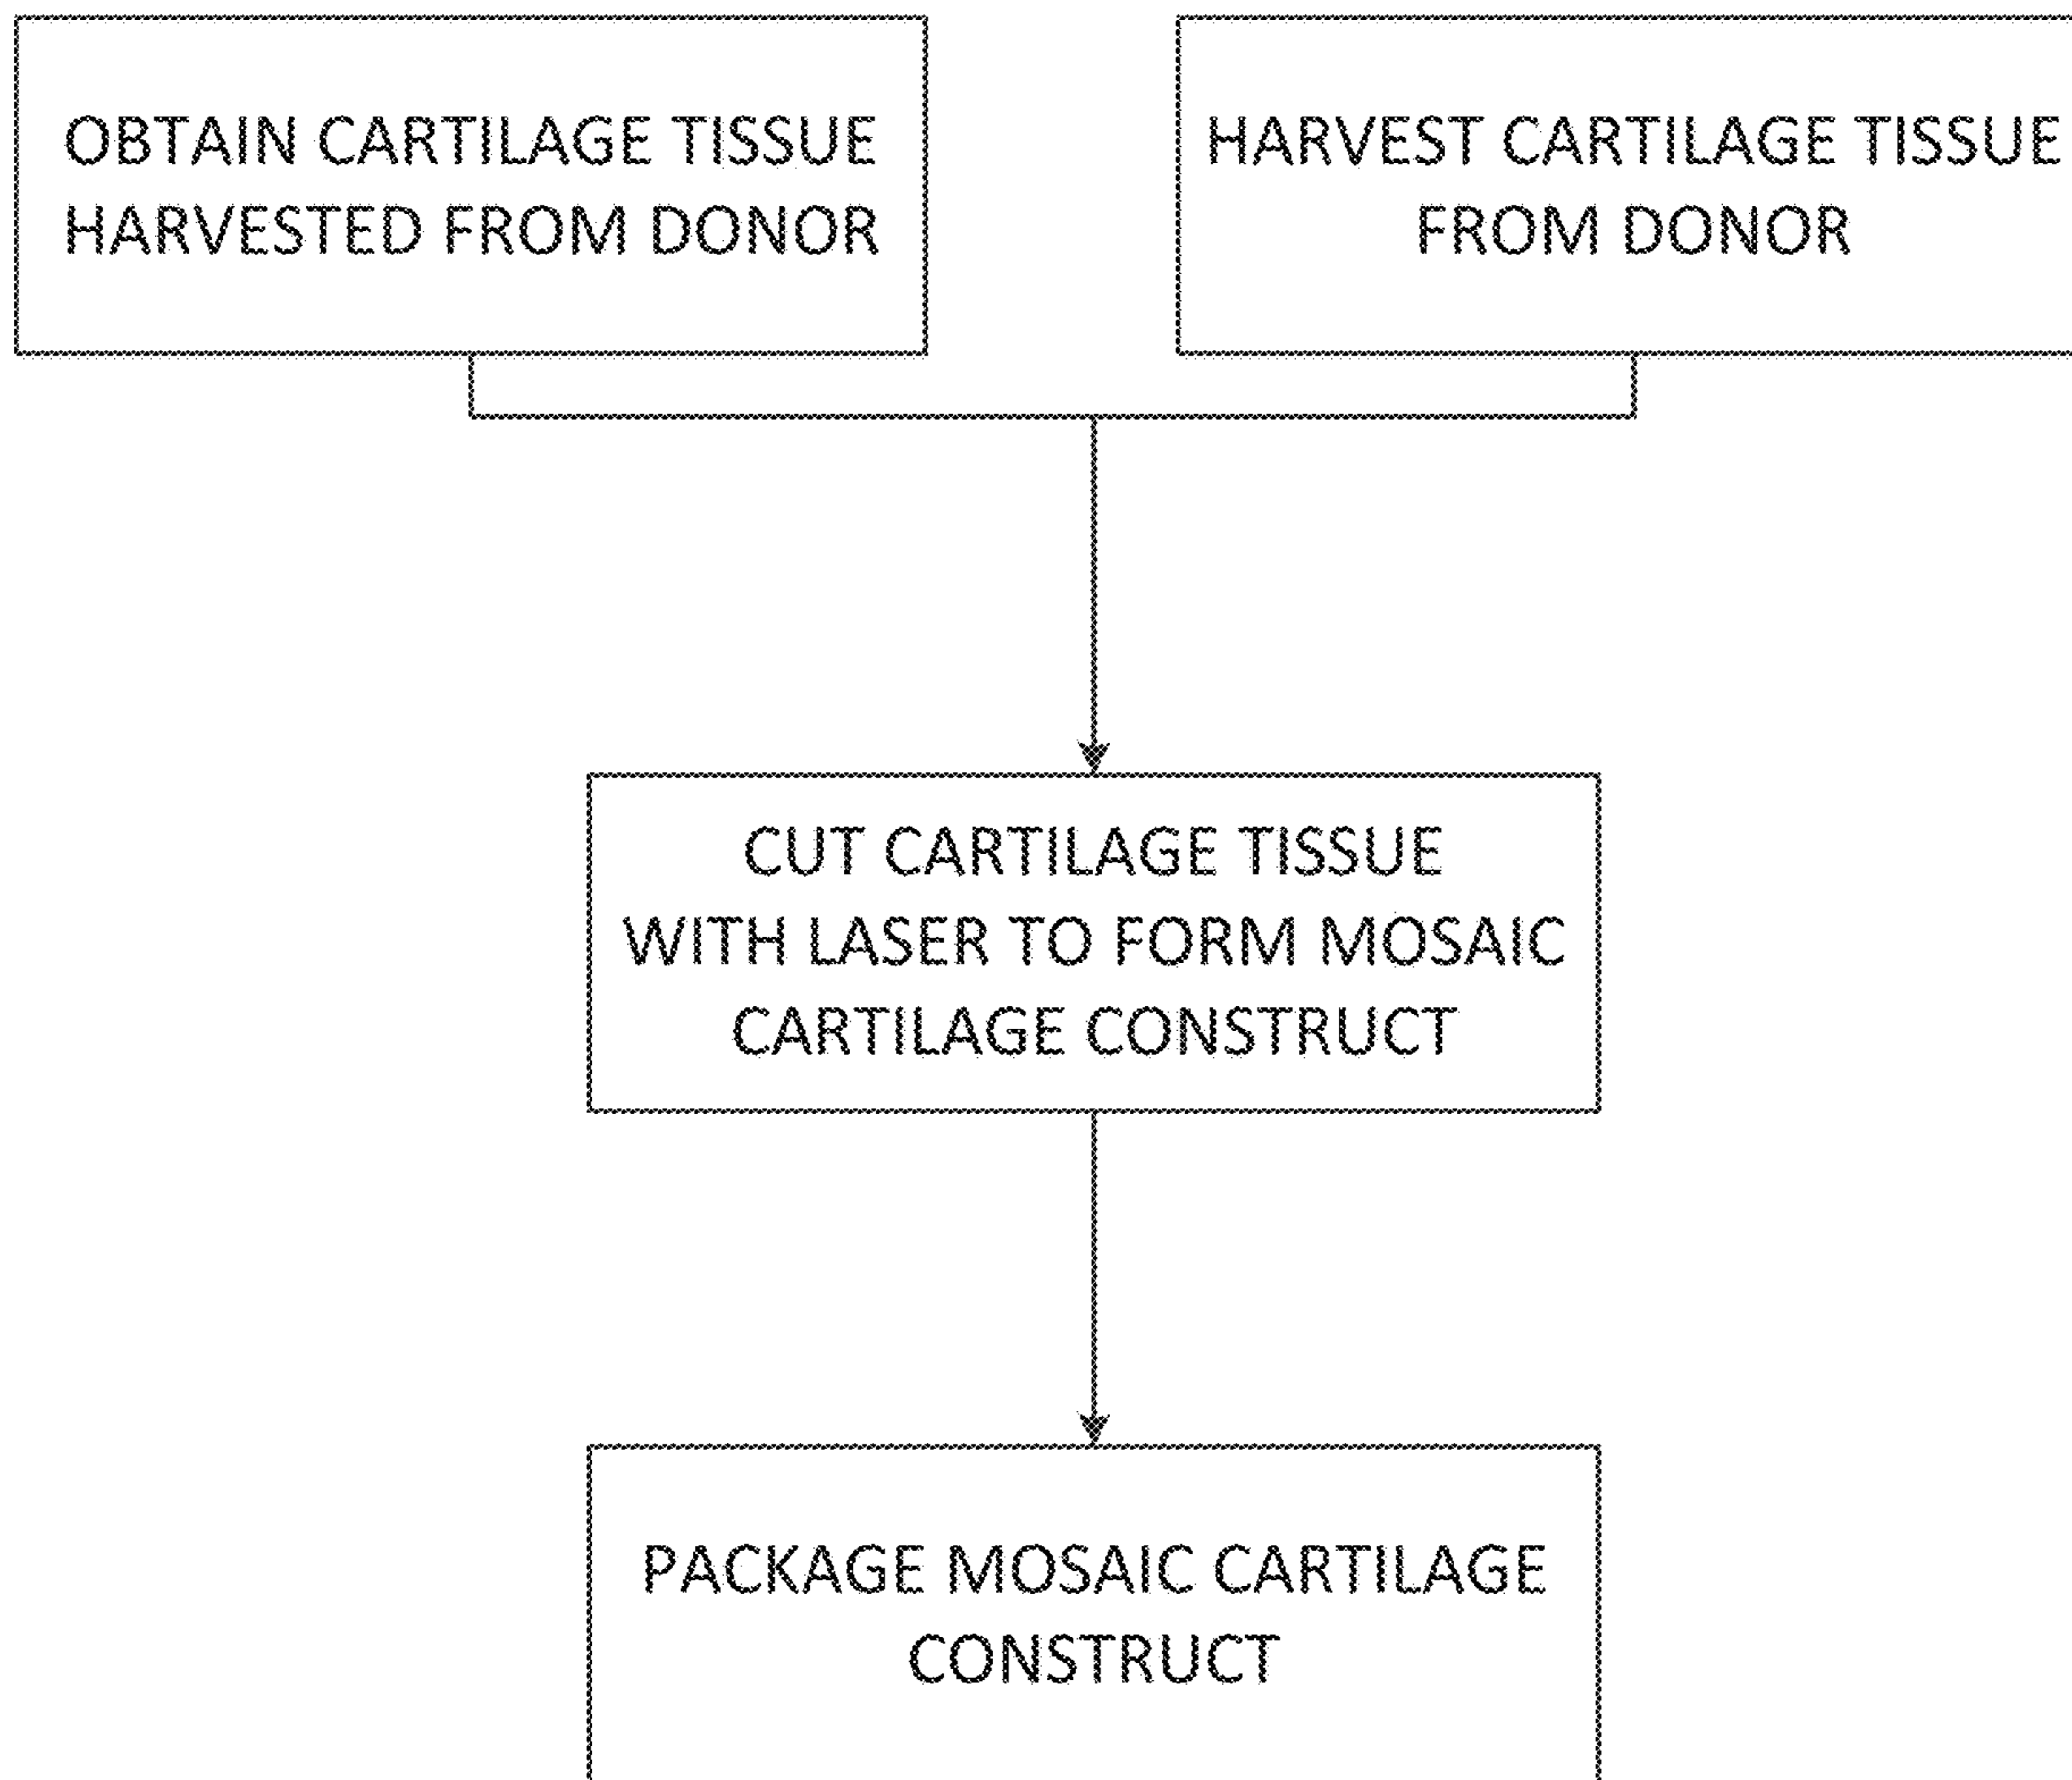 OBTAIN CARTILAGE TISSUE
HARVESTED FROM DONOR
HARVEST CARTILAGE TISSUE
FROM DONOR
CUT CARTILAGE TISSUE
WITH LASER TO FORM MOSAIC
CARTILAGE CONSTRUCT
PACKAGE MOSAIC CARTILAGE
CONSTRUCT